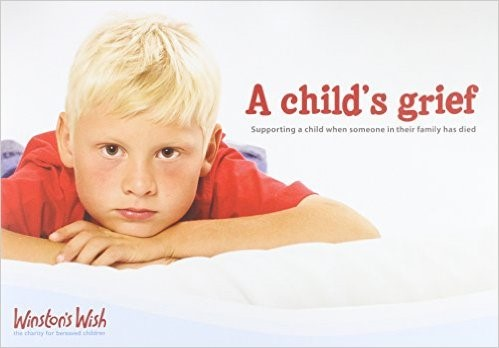 A child's grief
Supporting a child when someone in their family has died
Winston's Wish
the charity for bereaved children